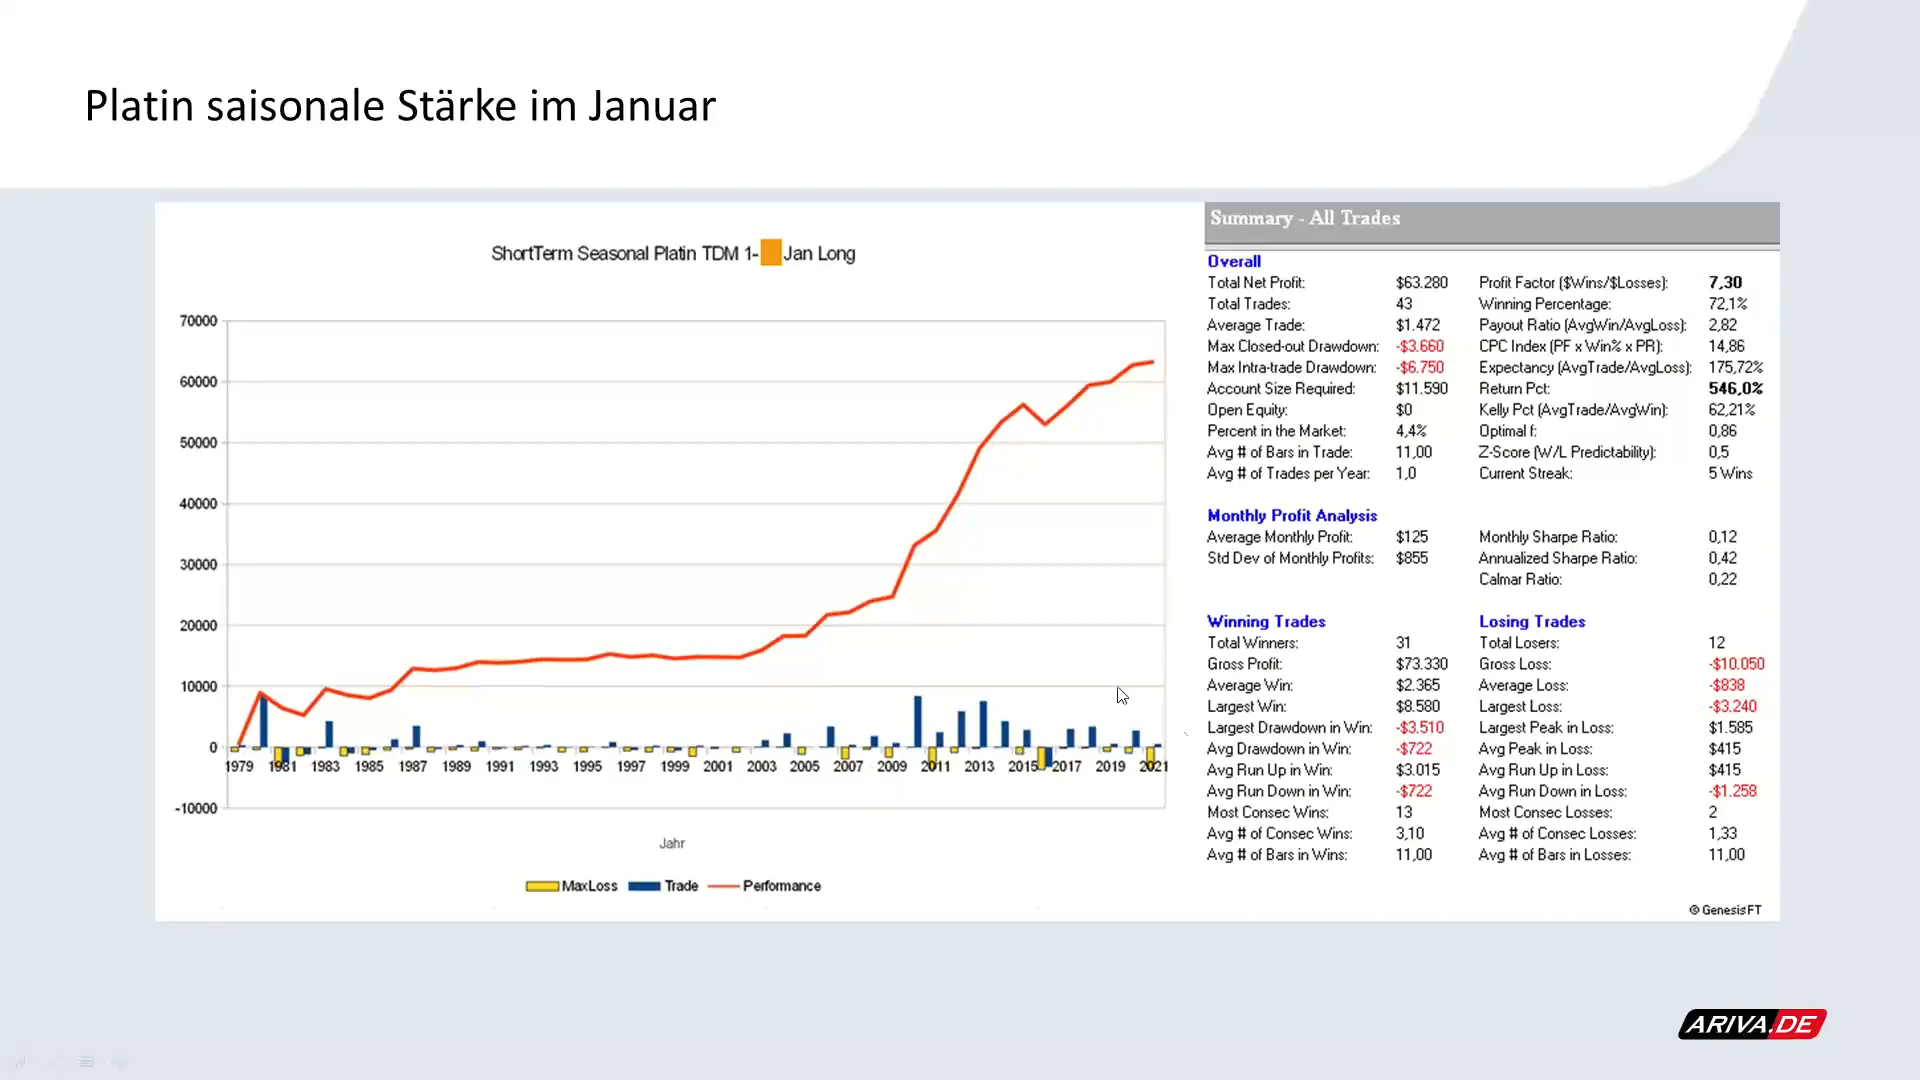 Platin saisonale Stärke im Januar
ShortTerm Seasonal Platin TDM 1- Jan Long
70000
60000
50000
40000
30000
20000
10000
0
-10000
1979 1981 1983 1985 1987 1989 1991 1993 1995 1997 1999 2001 2003 2005 2007 2009 2011 2013 2015 2017 2019 2021
Jahr
MaxLoss Trade Performance
Summary - All Trades
Overall
Total Net Profit: $63.280 Profit Factor ($Wins/$Losses): 7,30
Total Trades: 43 Winning Percentage: 72,1%
Average Trade: $1.472 Payout Ratio (AvgWin/AvgLoss): 2,82
Max Closed-out Drawdown: -$3.660 CPC Index (PF x Win% x PR): 14,86
Max Intra-trade Drawdown: -$6.750 Expectancy (AvgTrade/AvgLoss): 175,72%
Account Size Required: $11.590 Return Pct: 546,0%
Open Equity: $0 Kelly Pct (AvgTrade/AvgWin): 62,21%
Percent in the Market: 4,4% Optimal f: 0,86
Avg # of Bars in Trade: 11,00 Z-Score (W/L Predictability): 0,5
Avg # of Trades per Year: 1,0 Current Streak: 5 Wins
Monthly Profit Analysis
Average Monthly Profit: $125 Monthly Sharpe Ratio: 0,12
Std Dev of Monthly Profits: $855 Annualized Sharpe Ratio: 0,42
Calmar Ratio: 0,22
Winning Trades Losing Trades
Total Winners: 31 Total Losers: 12
Gross Profit: $73.330 Gross Loss: -$10.050
Average Win: $2.365 Average Loss: -$838
Largest Win: $8.580 Largest Loss: -$3.240
Largest Drawdown in Win: -$3.510 Largest Peak in Loss: $1.585
Avg Drawdown in Win: -$722 Avg Peak in Loss: $415
Avg Run Up in Win: $3.015 Avg Run Up in Loss: $415
Avg Run Down in Win: -$722 Avg Run Down in Loss: -$1.258
Most Consec Wins: 13 Most Consec Losses: 2
Avg # of Consec Wins: 3,10 Avg # of Consec Losses: 1,33
Avg # of Bars in Wins: 11,00 Avg # of Bars in Losses: 11,00
© GenesisFT
ARIVA.DE